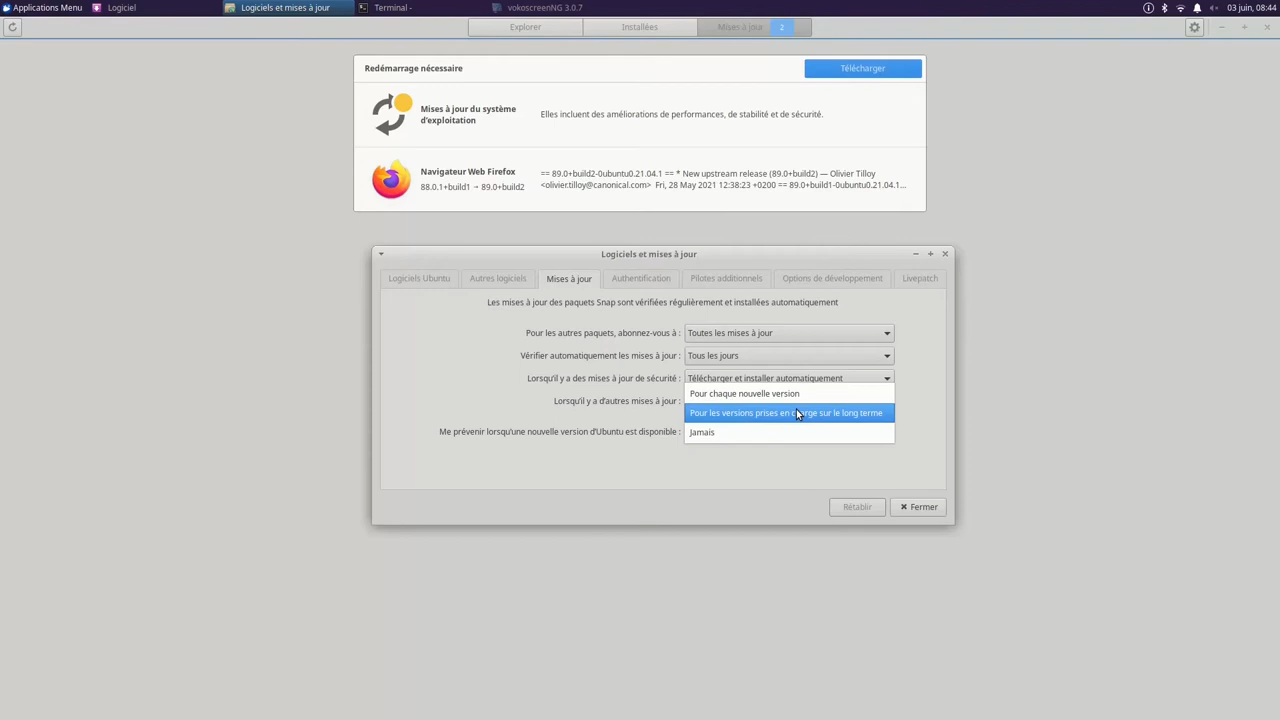 Applications Menu Logiciel Logiciels et mises à jour Terminal - vokoscreenNG 3.0.7 03 juin, 08:44
Explorer Installées Mises à jour 2
Redémarrage nécessaire Télécharger
Mises à jour du système
d'exploitation
Elles incluent des améliorations de performances, de stabilité et de sécurité.
Navigateur Web Firefox
88.0.1+build1 → 89.0+build2
== 89.0+build2-0ubuntu0.21.04.1 == * New upstream release (89.0+build2) — Olivier Tilloy
<olivier.tilloy@canonical.com> Fri, 28 May 2021 12:38:23 +0200 == 89.0+build1-0ubuntu0.21.04.1...
Logiciels et mises à jour
Logiciels Ubuntu Autres logiciels Mises à jour Authentification Pilotes additionnels Options de développement Livepatch
Les mises à jour des paquets Snap sont vérifiées régulièrement et installées automatiquement
Pour les autres paquets, abonnez-vous à : Toutes les mises à jour
Vérifier automatiquement les mises à jour : Tous les jours
Lorsqu'il y a des mises à jour de sécurité : Télécharger et installer automatiquement
Lorsqu'il y a d'autres mises à jour :
Me prévenir lorsqu'une nouvelle version d'Ubuntu est disponible :
Pour chaque nouvelle version
Pour les versions prises en charge sur le long terme
Jamais
Rétablir Fermer